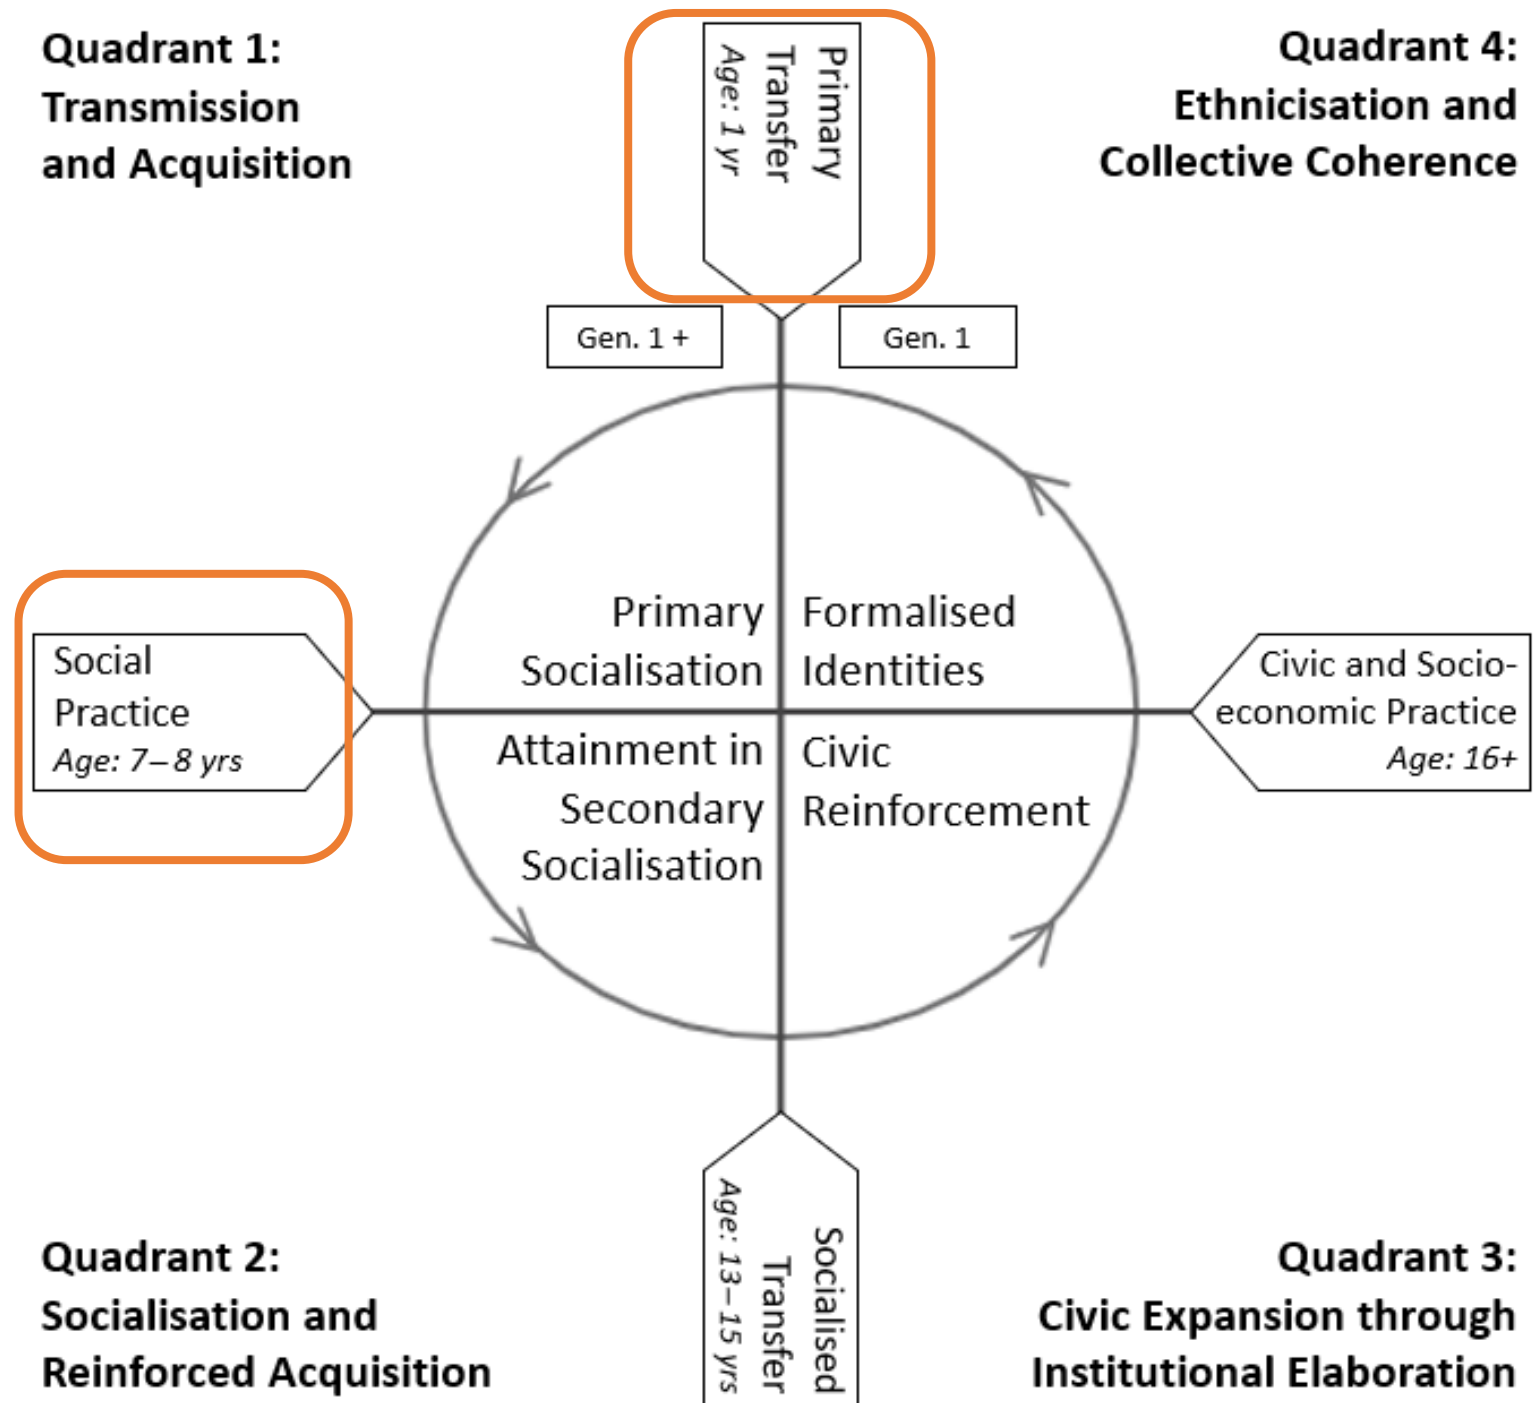 Quadrant 1:
Transmission
and Acquisition
Primary
Transfer
Age: 1 yr
Quadrant 4:
Ethnicisation and
Collective Coherence
Gen. 1 +
Gen. 1
Primary
Socialisation
Formalised
Identities
Social
Practice
Age: 7–8 yrs
Civic and Socio-
economic Practice
Age: 16+
Attainment in
Secondary
Socialisation
Civic
Reinforcement
Quadrant 2:
Socialisation and
Reinforced Acquisition
Socialised
Transfer
Age: 13–15 yrs
Quadrant 3:
Civic Expansion through
Institutional Elaboration